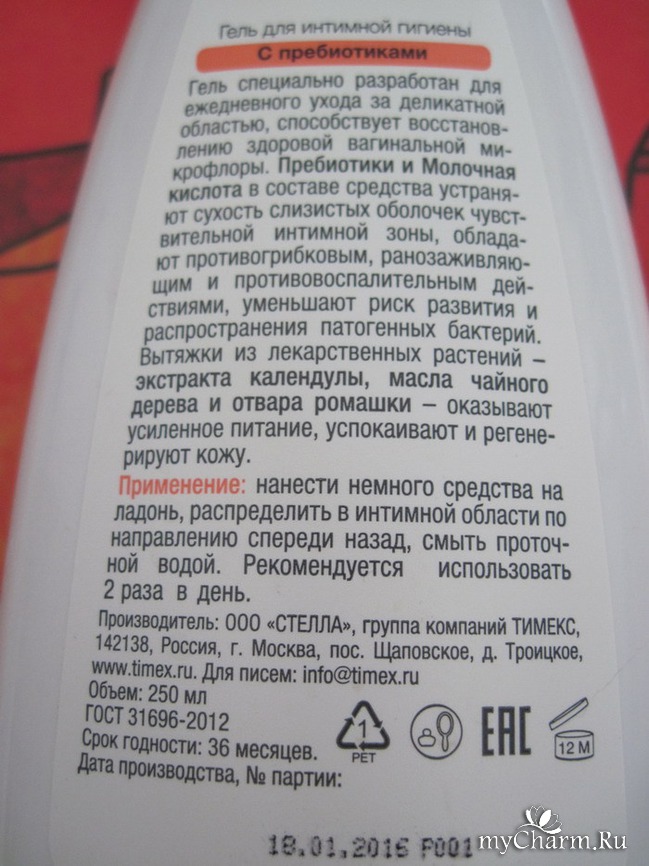 Гель для интимной гигиены
С пребиотиками
Гель специально разработан для
ежедневного ухода за деликатной
областью, способствует восстанов-
лению здоровой вагинальной ми-
крофлоры. Пребиотики и Молочная
кислота в составе средства устраня-
ют сухость слизистых оболочек чувст-
вительной интимной зоны, облада-
ют противогрибковым, ранозаживляю-
щим и противовоспалительным дей-
ствиями, уменьшают риск развития и
распространения патогенных бактерий.
Вытяжки из лекарственных растений –
экстракта календулы, масла чайного
дерева и отвара ромашки – оказывают
усиленное питание, успокаивают и регене-
рируют кожу.
Применение: нанести немного средства на
ладонь, распределить в интимной области по
направлению спереди назад, смыть проточ-
ной водой. Рекомендуется использовать
2 раза в день.
Производитель: ООО «СТЕЛЛА», группа компаний ТИМЕКС,
142138, Россия, г. Москва, пос. Щаповское, д. Троицкое,
www.timex.ru. Для писем: info@timex.ru
Объем: 250 мл
ГОСТ 31696-2012
Срок годности: 36 месяцев.
Дата производства, № партии:
1
PET
EAC
12 M
18.01.2016 P001
myCharm.Ru